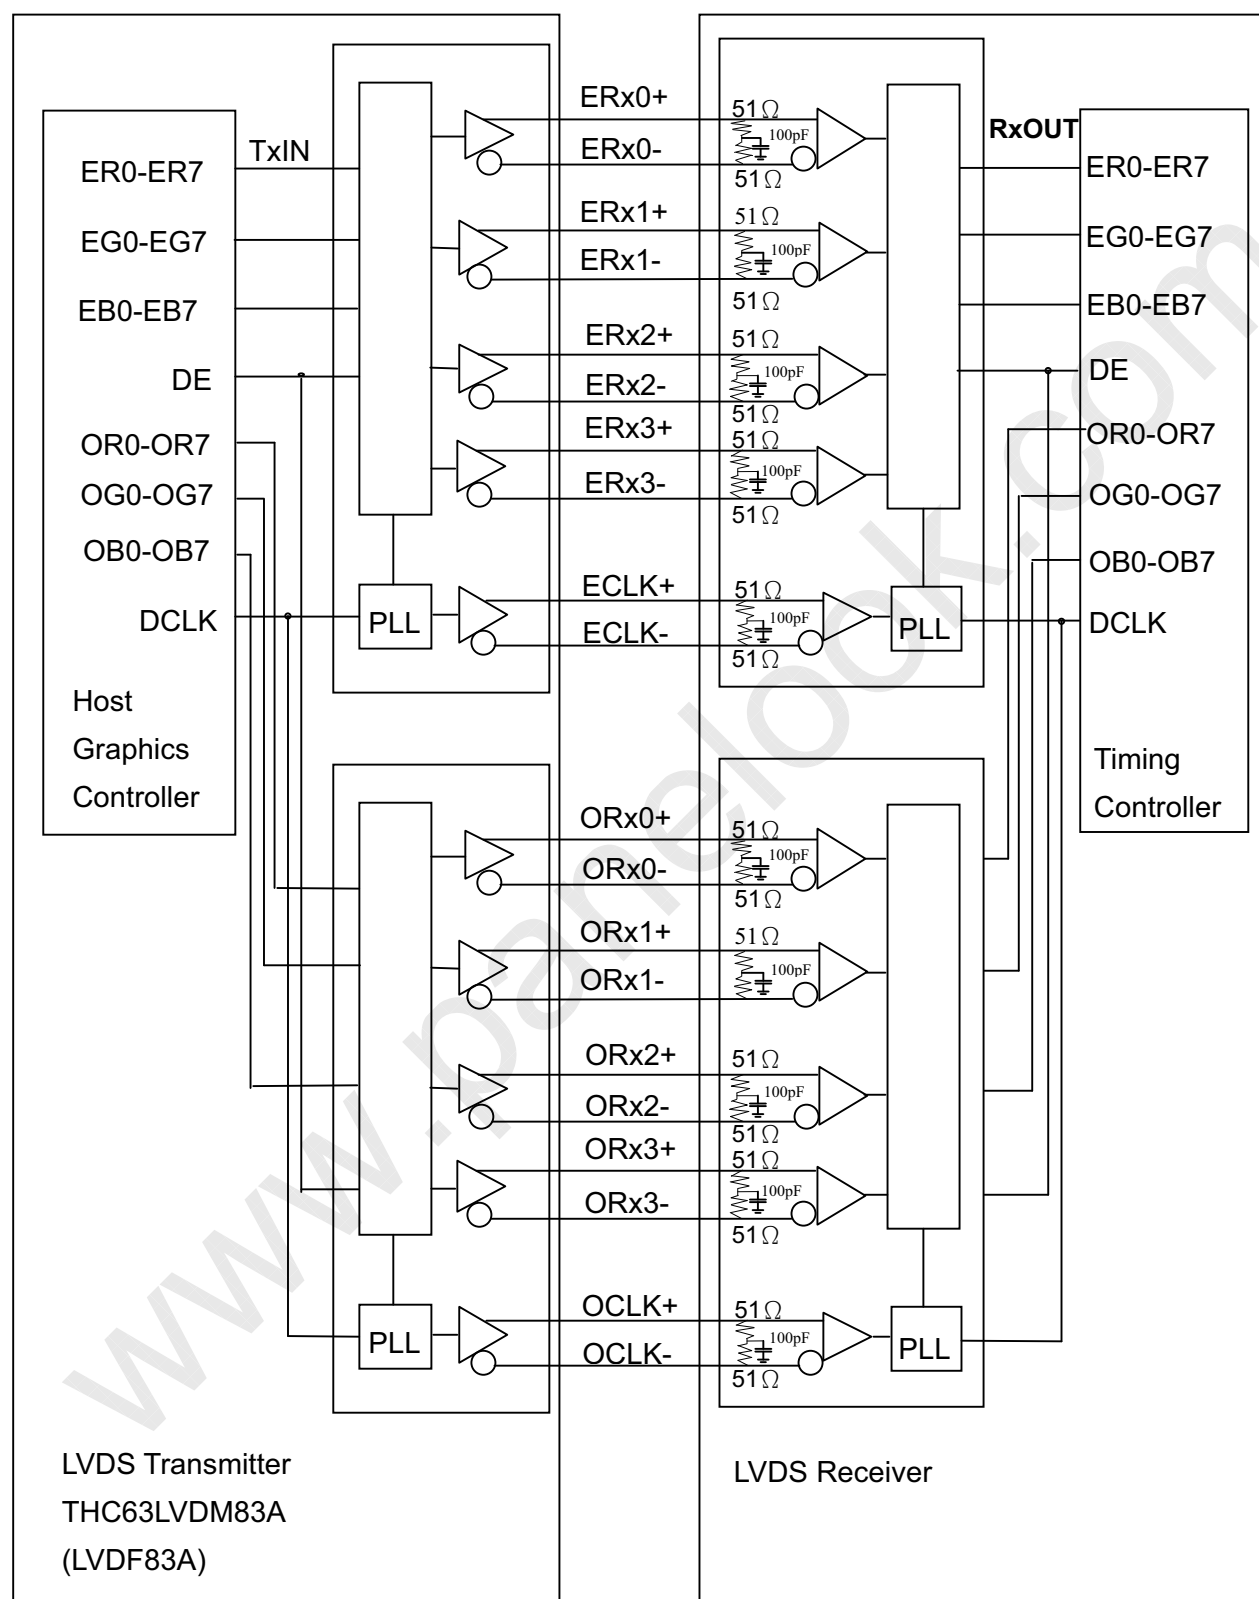 ERx0+
51Ω
100pF
ERx0-
51Ω
TxIN
RxOUT
ER0-ER7
ER0-ER7
ERx1+
51Ω
100pF
ERx1-
51Ω
EG0-EG7
EG0-EG7
EB0-EB7
EB0-EB7
ERx2+
51Ω
100pF
ERx2-
51Ω
DE
DE
ERx3+
51Ω
100pF
ERx3-
51Ω
OR0-OR7
OR0-OR7
OG0-OG7
OG0-OG7
OB0-OB7
OB0-OB7
ECLK+
51Ω
100pF
ECLK-
51Ω
DCLK
PLL
PLL
DCLK
Host
Graphics
Controller
Timing
Controller
ORx0+
51Ω
100pF
ORx0-
51Ω
ORx1+
51Ω
100pF
ORx1-
ORx2+
51Ω
100pF
ORx2-
51Ω
ORx3+
51Ω
100pF
ORx3-
51Ω
OCLK+
51Ω
100pF
OCLK-
51Ω
PLL
PLL
LVDS Transmitter
THC63LVDM83A
(LVDF83A)
LVDS Receiver
www.panelook.com